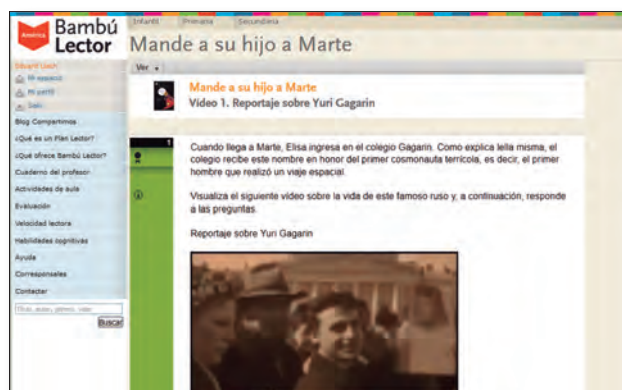 América
Bambú
Lector
Infantil Primaria Secundaria
Mande a su hijo a Marte
Ver
Mi espacio
Mi perfil
Salir
Blog Compartimos
¿Qué es un Plan Lector?
¿Qué ofrece Bambú Lector?
Cuaderno del profesor
Actividades de aula
Evaluación
Velocidad lectora
Habilidades cognitivas
Ayuda
Corresponsales
Contactar
Buscar
Mande a su hijo a Marte
Vídeo 1. Reportaje sobre Yuri Gagarin
1
Cuando llega a Marte, Elisa ingresa en el colegio Gagarin. Como explica lella misma, el
colegio recibe este nombre en honor del primer cosmonauta terrícola, es decir, el primer
hombre que realizó un viaje espacial.
Visualiza el siguiente vídeo sobre la vida de este famoso ruso y, a continuación, responde
a las preguntas.
Reportaje sobre Yuri Gagarin